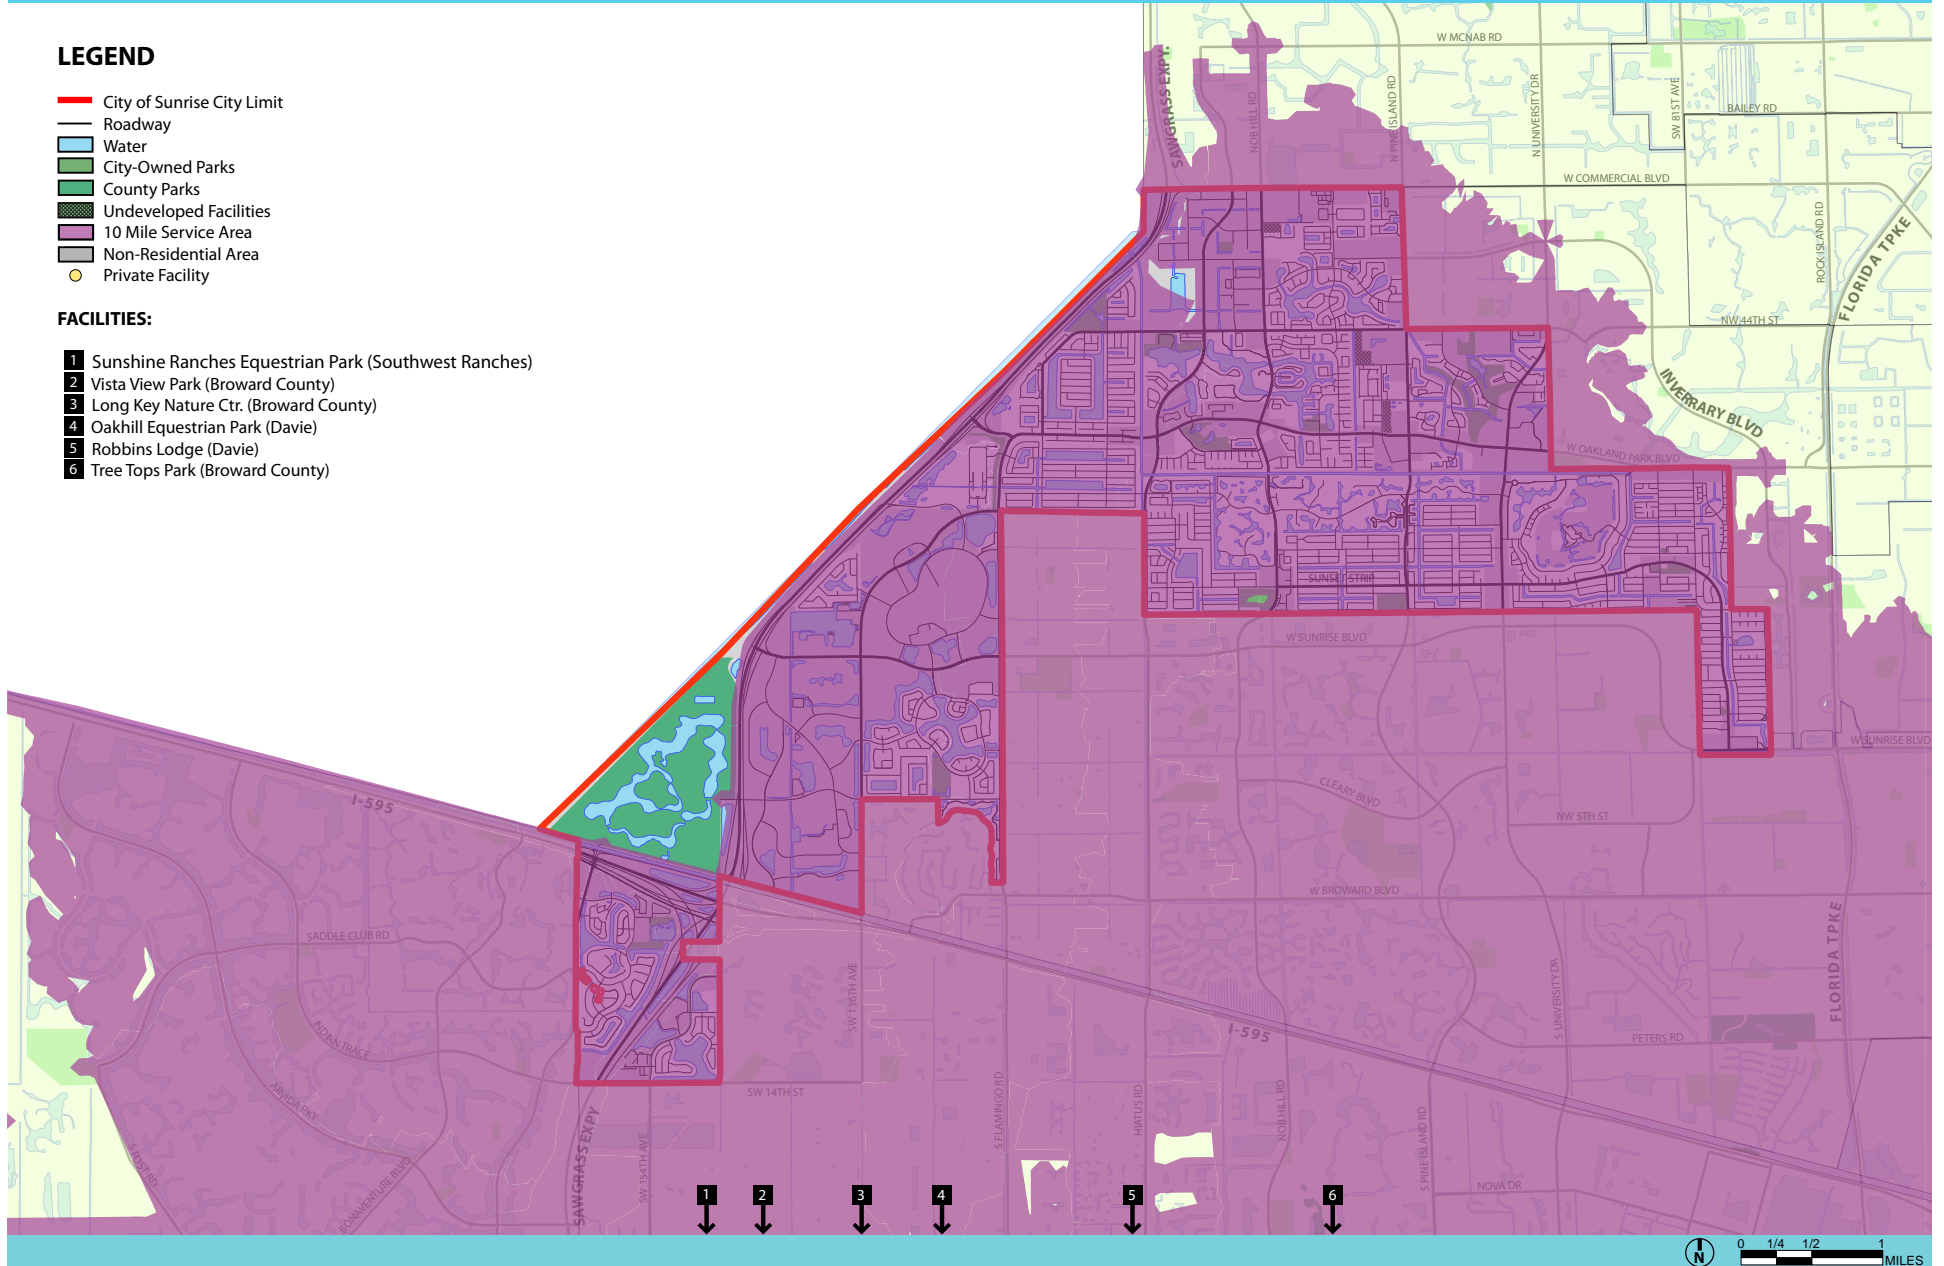 LEGEND
City of Sunrise City Limit
Roadway
Water
City-Owned Parks
County Parks
Undeveloped Facilities
10 Mile Service Area
Non-Residential Area
Private Facility
FACILITIES:
1 Sunshine Ranches Equestrian Park (Southwest Ranches)
2 Vista View Park (Broward County)
3 Long Key Nature Ctr. (Broward County)
4 Oakhill Equestrian Park (Davie)
5 Robbins Lodge (Davie)
6 Tree Tops Park (Broward County)
W MCNAB RD
SAWGRASS EXPY.
NOB HILL RD
N PINE ISLAND RD
N UNIVERSITY DR
SW 81ST AVE
BAILEY RD
W COMMERCIAL BLVD
ROCK ISLAND RD
FLORIDA TPKE
NW 44TH ST
INVERRARY BLVD
W OAKLAND PARK BLVD
SUNSET STRIP
W SUNRISE BLVD
W SUNRISE BLVD
CLEARY BLVD
NW 5TH ST
W BROWARD BLVD
I-595
SADDLE CLUB RD
INDIAN TRACE
ARVIDA PKY
S POST RD
BONAVENTURE BLVD
SAWGRASS EXPY
SW 154TH AVE
SW 14TH ST
SW 136TH AVE
S FLAMINGO RD
HIATUS RD
I-595
NOB HILL RD
S PINE ISLAND RD
S UNIVERSITY DR
PETERS RD
NOVA DR
FLORIDA TPKE
1 2 3 4 5 6
N
0 1/4 1/2 1
MILES